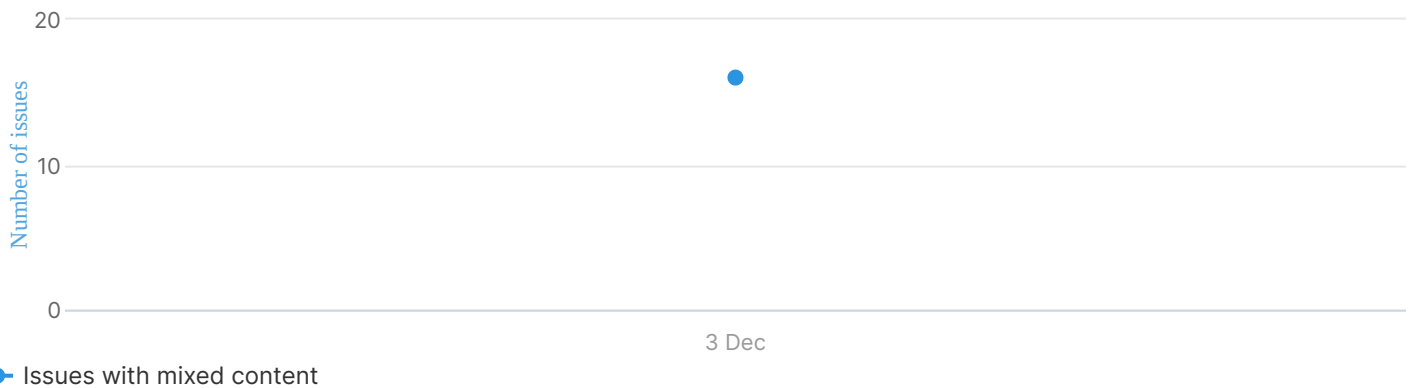 20
Number of issues
10
0
3 Dec
Issues with mixed content